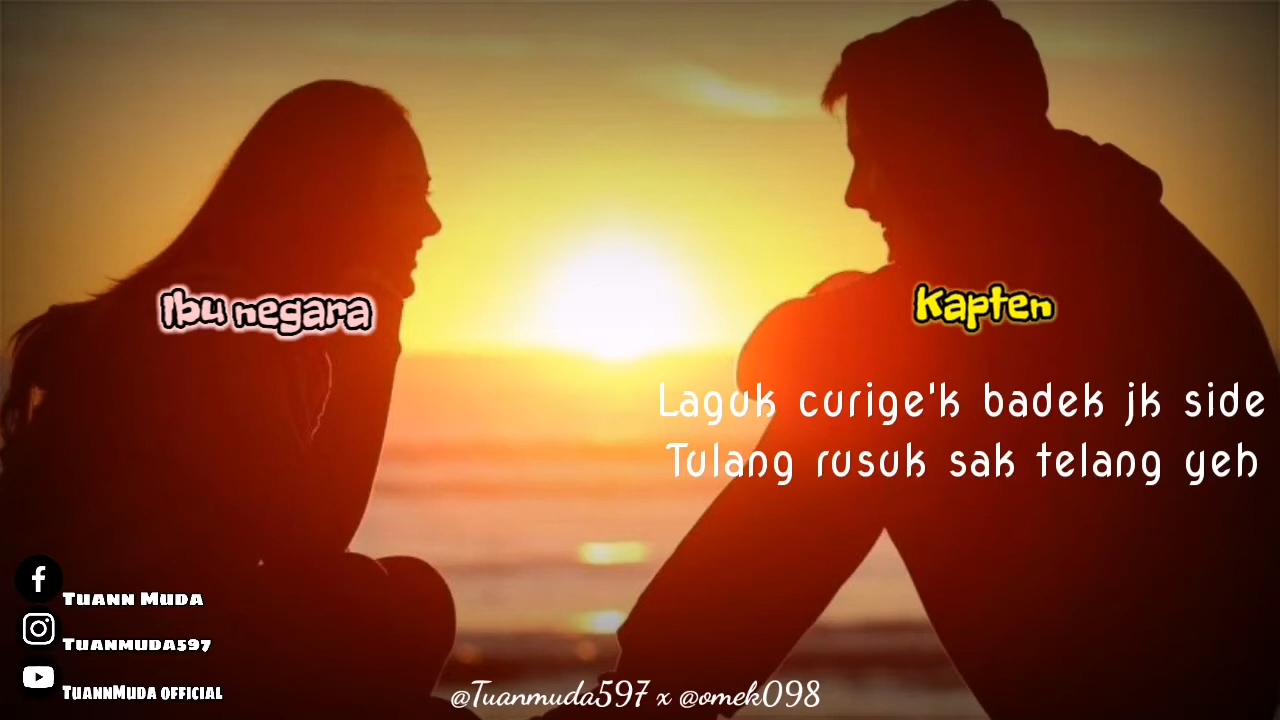 Ibu negara
Kapten
Laguk curige'k badek jk side
Tulang rusuk sak telang yeh
Tuann Muda
Tuanmuda597
TuannMuda official
@Tuanmuda597 x @omek098